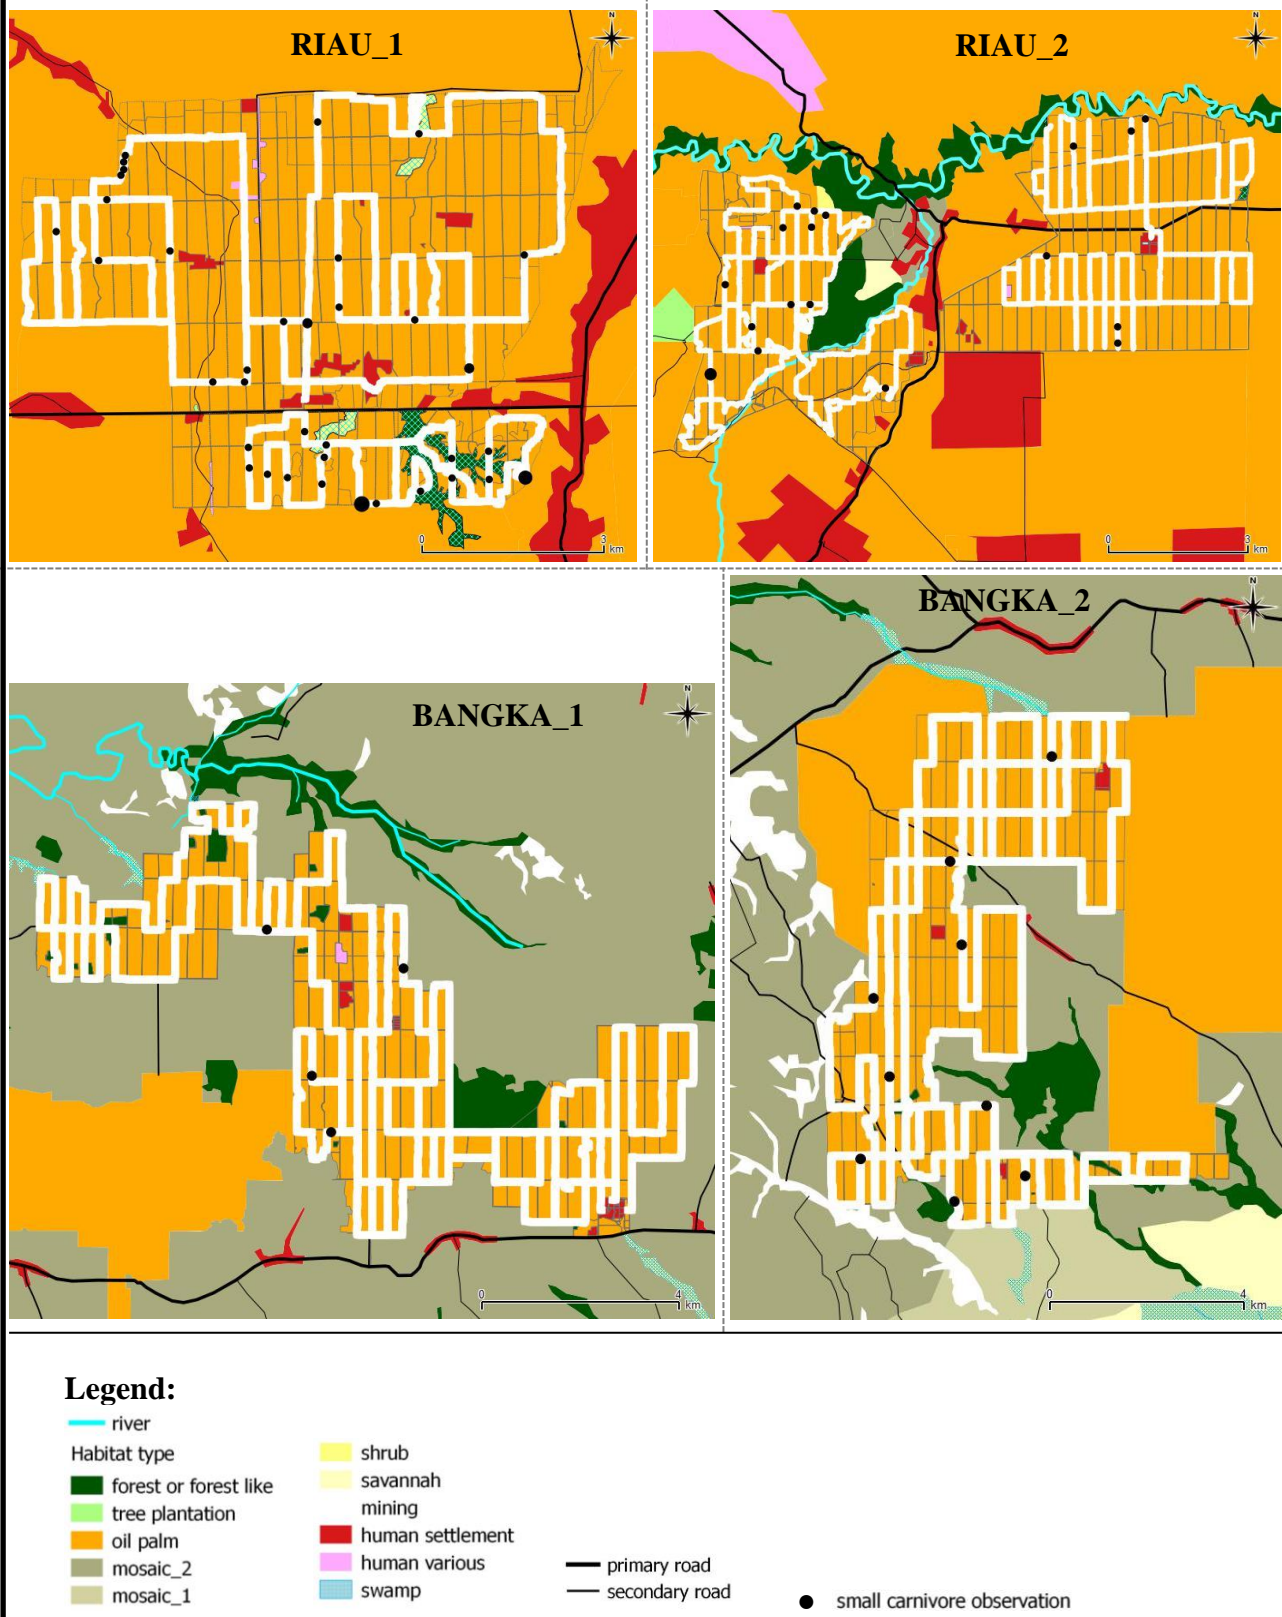 RIAU_1
N
0 3
km
RIAU_2
N
0 3
km
BANGKA_1
N
0 4
km
BANGKA_2
N
0 4
km
Legend:
river
Habitat type
forest or forest like
tree plantation
oil palm
mosaic_2
mosaic_1
shrub
savannah
mining
human settlement
human various
swamp
primary road
secondary road
small carnivore observation